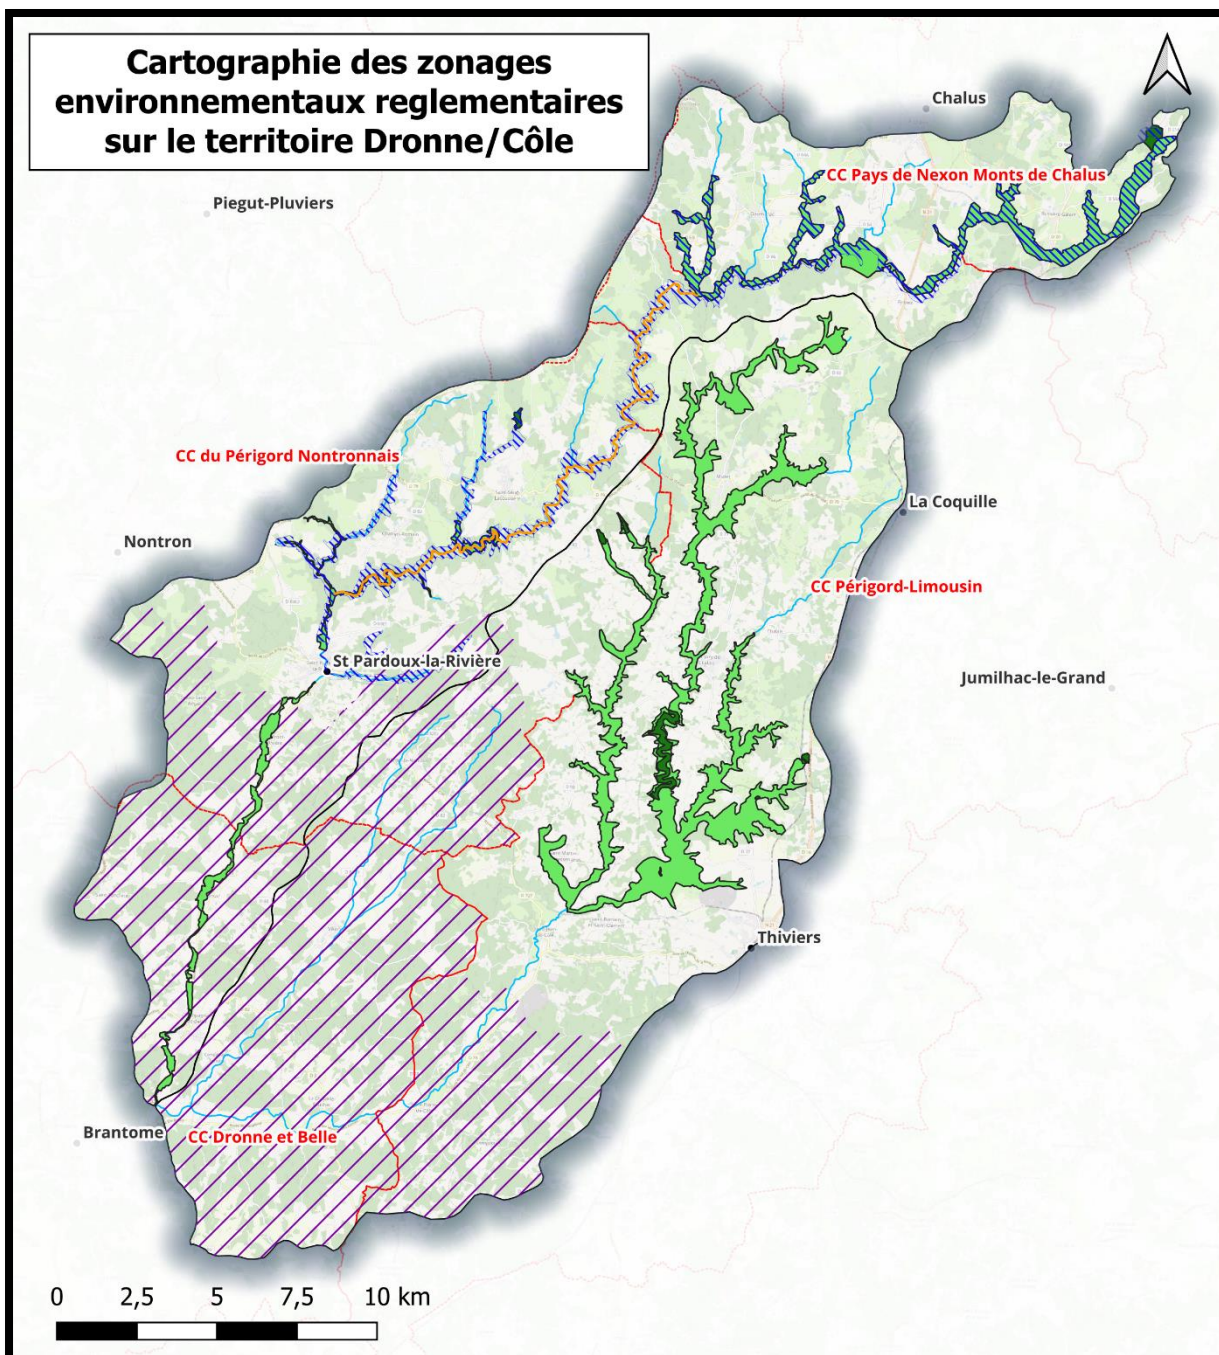 Cartographie des zonages
environnementaux reglementaires
sur le territoire Dronne/Côle
Chalus
CC Pays de Nexon Monts de Chalus
Piegut-Pluviers
CC du Périgord Nontronnais
La Coquille
Nontron
CC Périgord-Limousin
St Pardoux-la-Rivière
Jumilhac-le-Grand
Thiviers
Brantome
CC Dronne et Belle
0 2,5 5 7,5 10 km